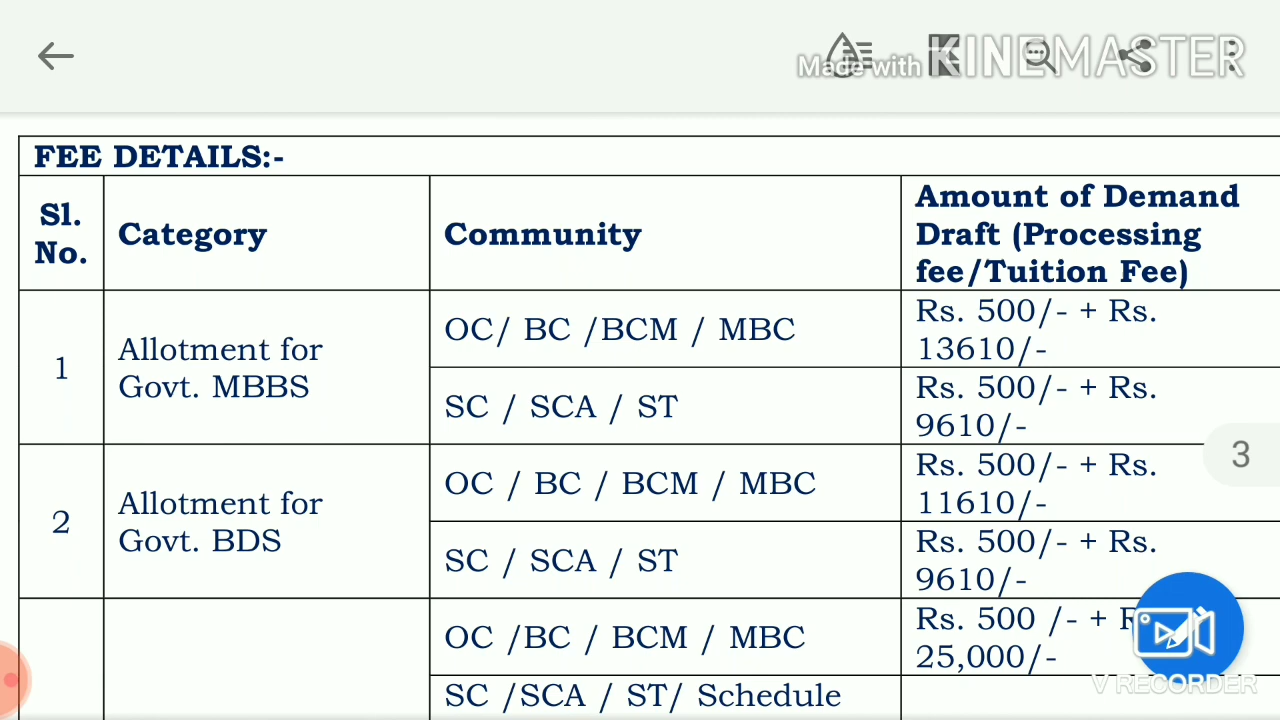 Made with KINEMASTER
FEE DETAILS:-
Sl.
No.
Category
Community
Amount of Demand
Draft (Processing
fee/Tuition Fee)
1
Allotment for
Govt. MBBS
OC/ BC /BCM / MBC
Rs. 500/- + Rs.
13610/-
SC / SCA / ST
Rs. 500/- + Rs.
9610/-
3
2
Allotment for
Govt. BDS
OC / BC / BCM / MBC
Rs. 500/- + Rs.
11610/-
SC / SCA / ST
Rs. 500/- + Rs.
9610/-
OC /BC / BCM / MBC
Rs. 500 /- +
25,000/-
SC /SCA / ST/ Schedule
V RECORDER